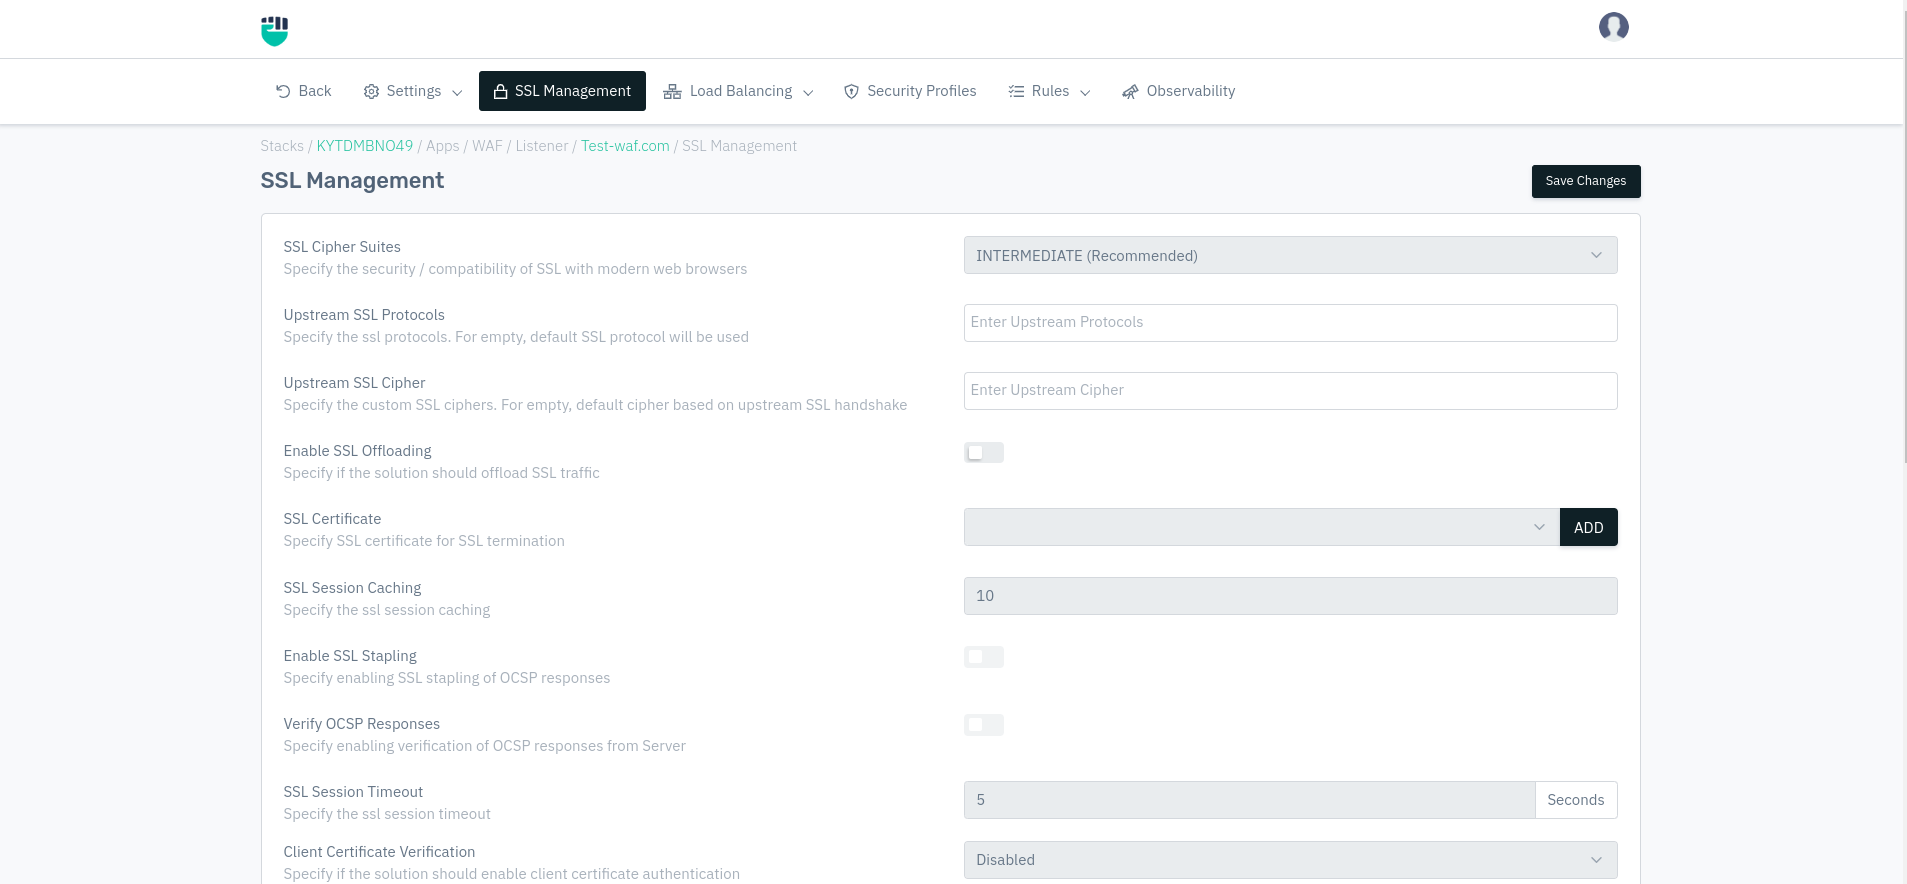 Back
Settings
SSL Management
Load Balancing
Security Profiles
Rules
Observability
Stacks / KYTDMBNO49 / Apps / WAF / Listener / Test-waf.com / SSL Management
SSL Management
Save Changes
SSL Cipher Suites
Specify the security / compatibility of SSL with modern web browsers
INTERMEDIATE (Recommended)
Upstream SSL Protocols
Specify the ssl protocols. For empty, default SSL protocol will be used
Enter Upstream Protocols
Upstream SSL Cipher
Specify the custom SSL ciphers. For empty, default cipher based on upstream SSL handshake
Enter Upstream Cipher
Enable SSL Offloading
Specify if the solution should offload SSL traffic
SSL Certificate
Specify SSL certificate for SSL termination
ADD
SSL Session Caching
Specify the ssl session caching
10
Enable SSL Stapling
Specify enabling SSL stapling of OCSP responses
Verify OCSP Responses
Specify enabling verification of OCSP responses from Server
SSL Session Timeout
Specify the ssl session timeout
5
Seconds
Client Certificate Verification
Specify if the solution should enable client certificate authentication
Disabled